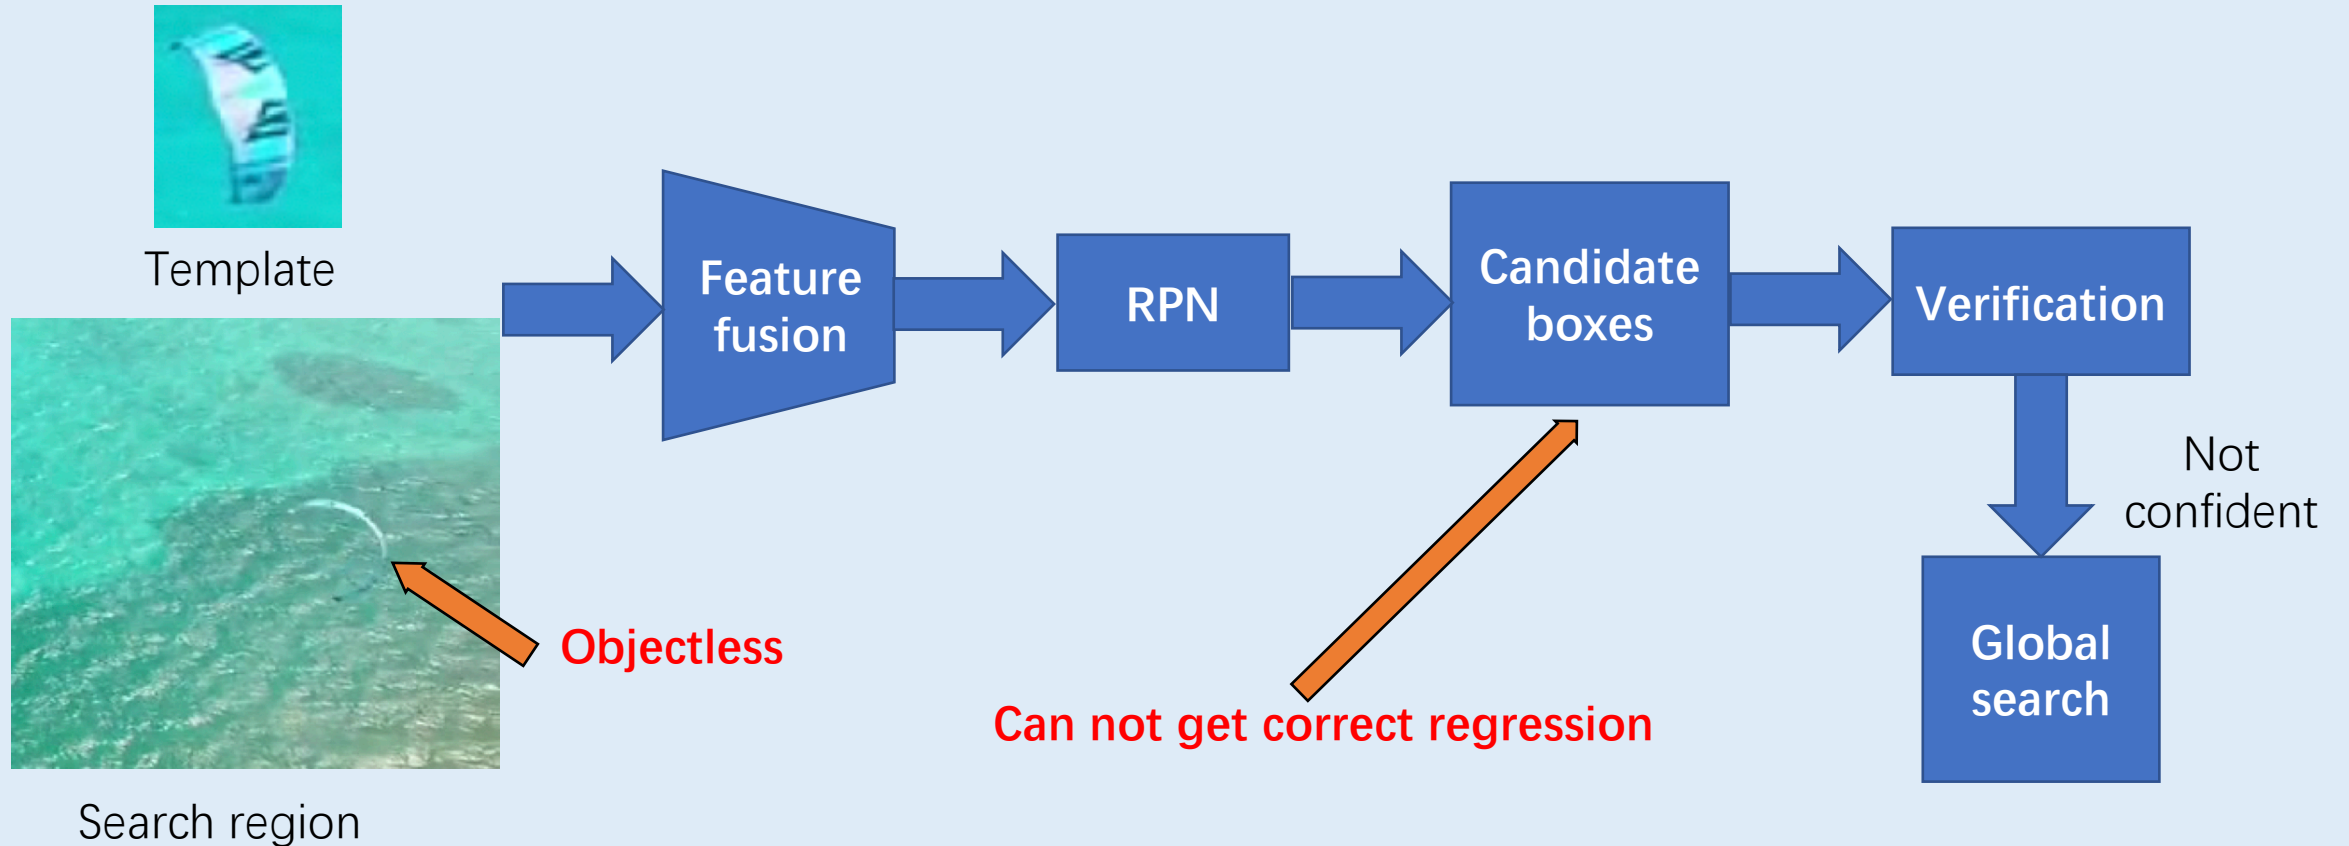 Template
Search region
Objectless
Feature
fusion
RPN
Candidate
boxes
Can not get correct regression
Verification
Not
confident
Global
search